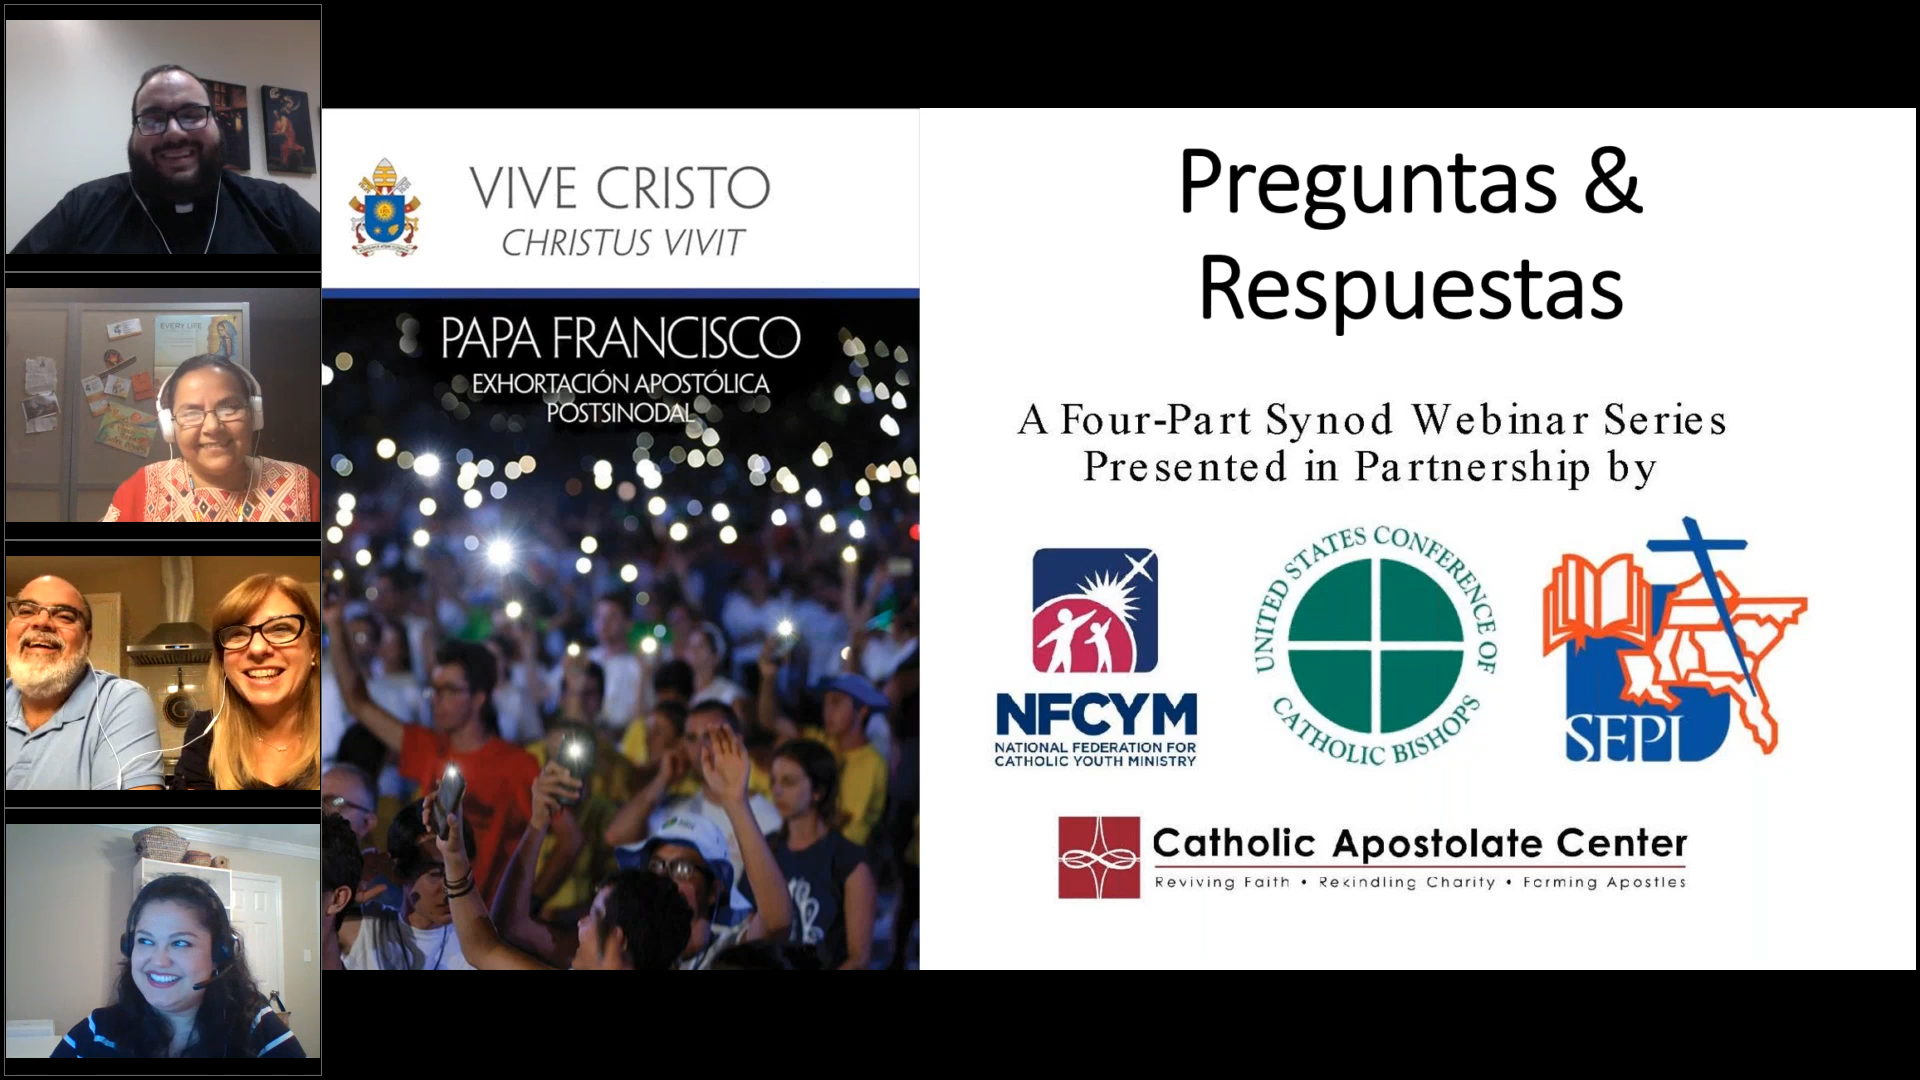 EVERY LIFE
VIVE CRISTO
CHRISTUS VIVIT
PAPA FRANCISCO
EXHORTACIÓN APOSTÓLICA
POSTSINODAL
Preguntas &
Respuestas
A Four-Part Synod Webinar Series
Presented in Partnership by
NFCYM
NATIONAL FEDERATION FOR
CATHOLIC YOUTH MINISTRY
UNITED STATES CONFERENCE OF
CATHOLIC BISHOPS
SEPI
Catholic Apostolate Center
Reviving Faith • Rekindling Charity • Forming Apostles